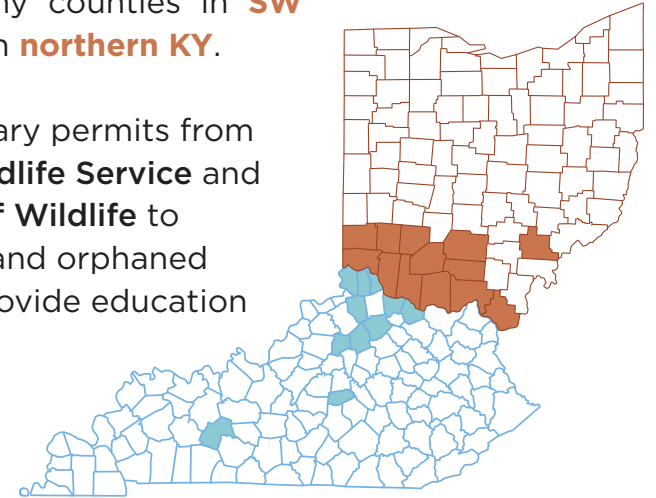 counties in SW
northern KY.
ary permits from
dlife Service and
f Wildlife to
and orphaned
ovide education